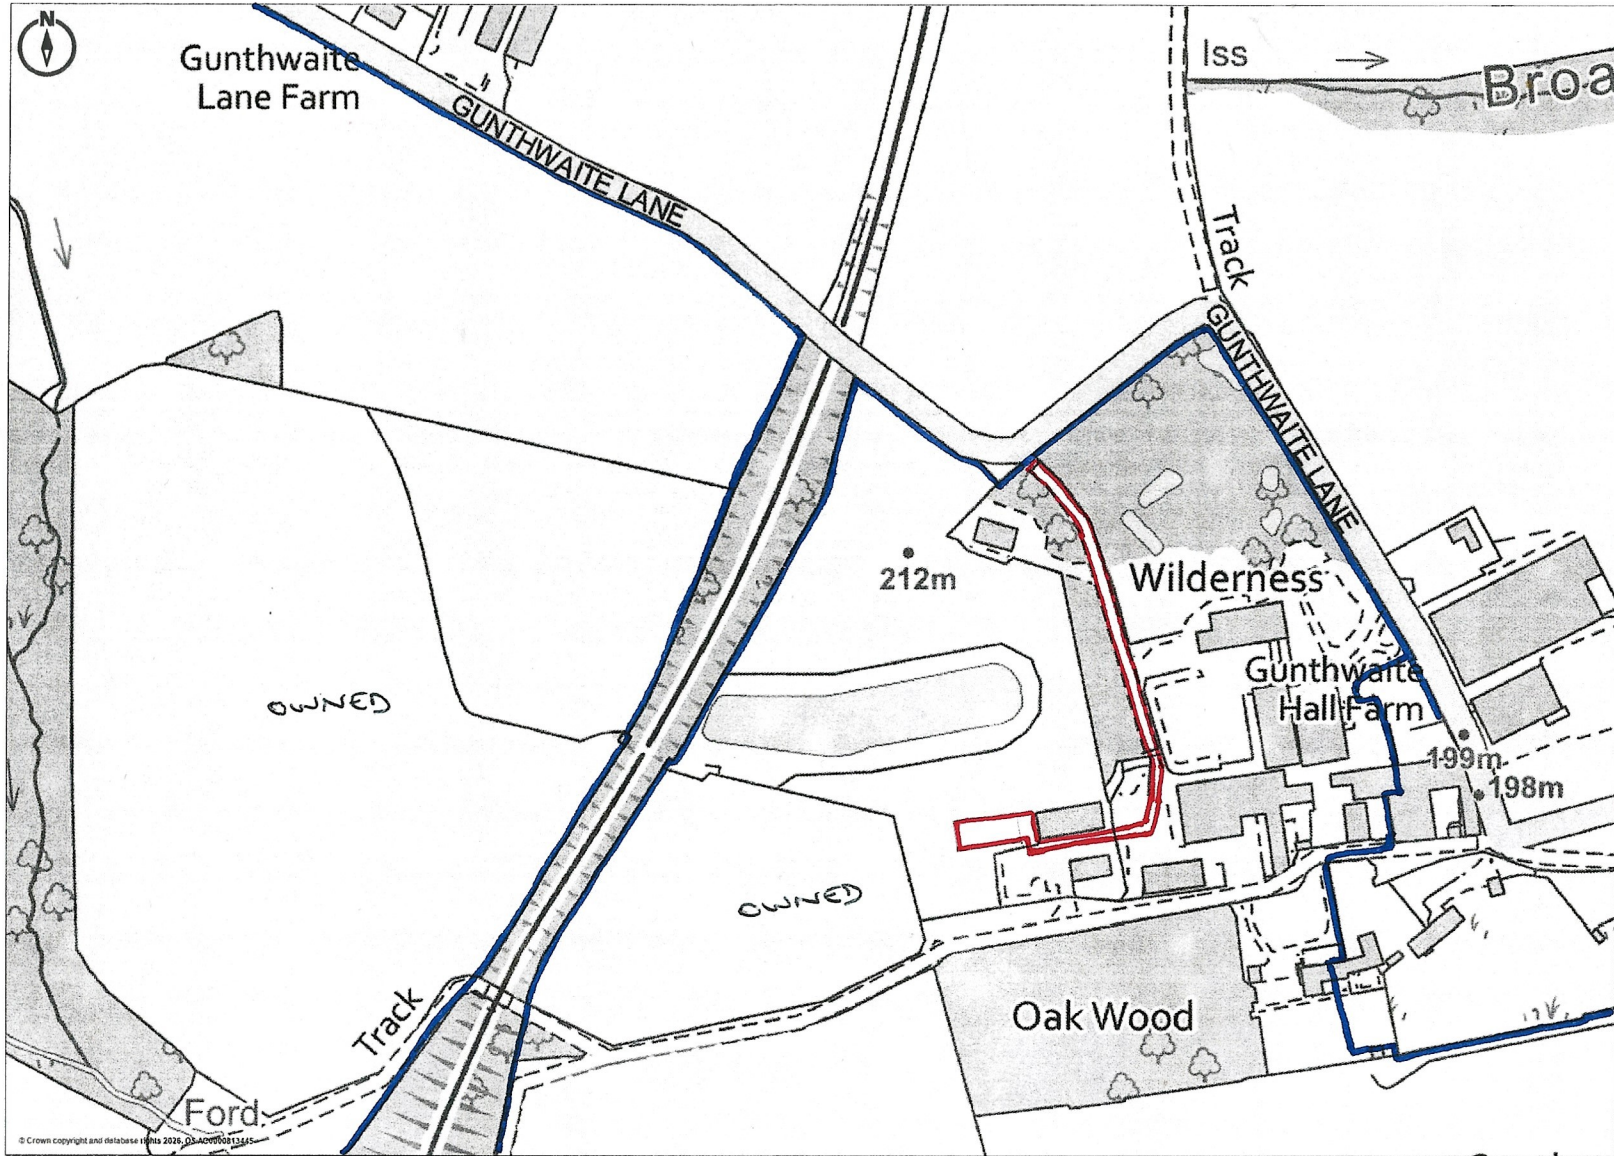 N
Gunthwaite
Lane Farm
GUNTHWAITE LANE
Iss
Broa
Track
GUNTHWAITE LANE
212m
Wilderness
Gunthwaite
Hall Farm
OWNED
199m
198m
OWNED
Oak Wood
Track
Ford
© Crown copyright and database rights 2026. OS AC0000813445